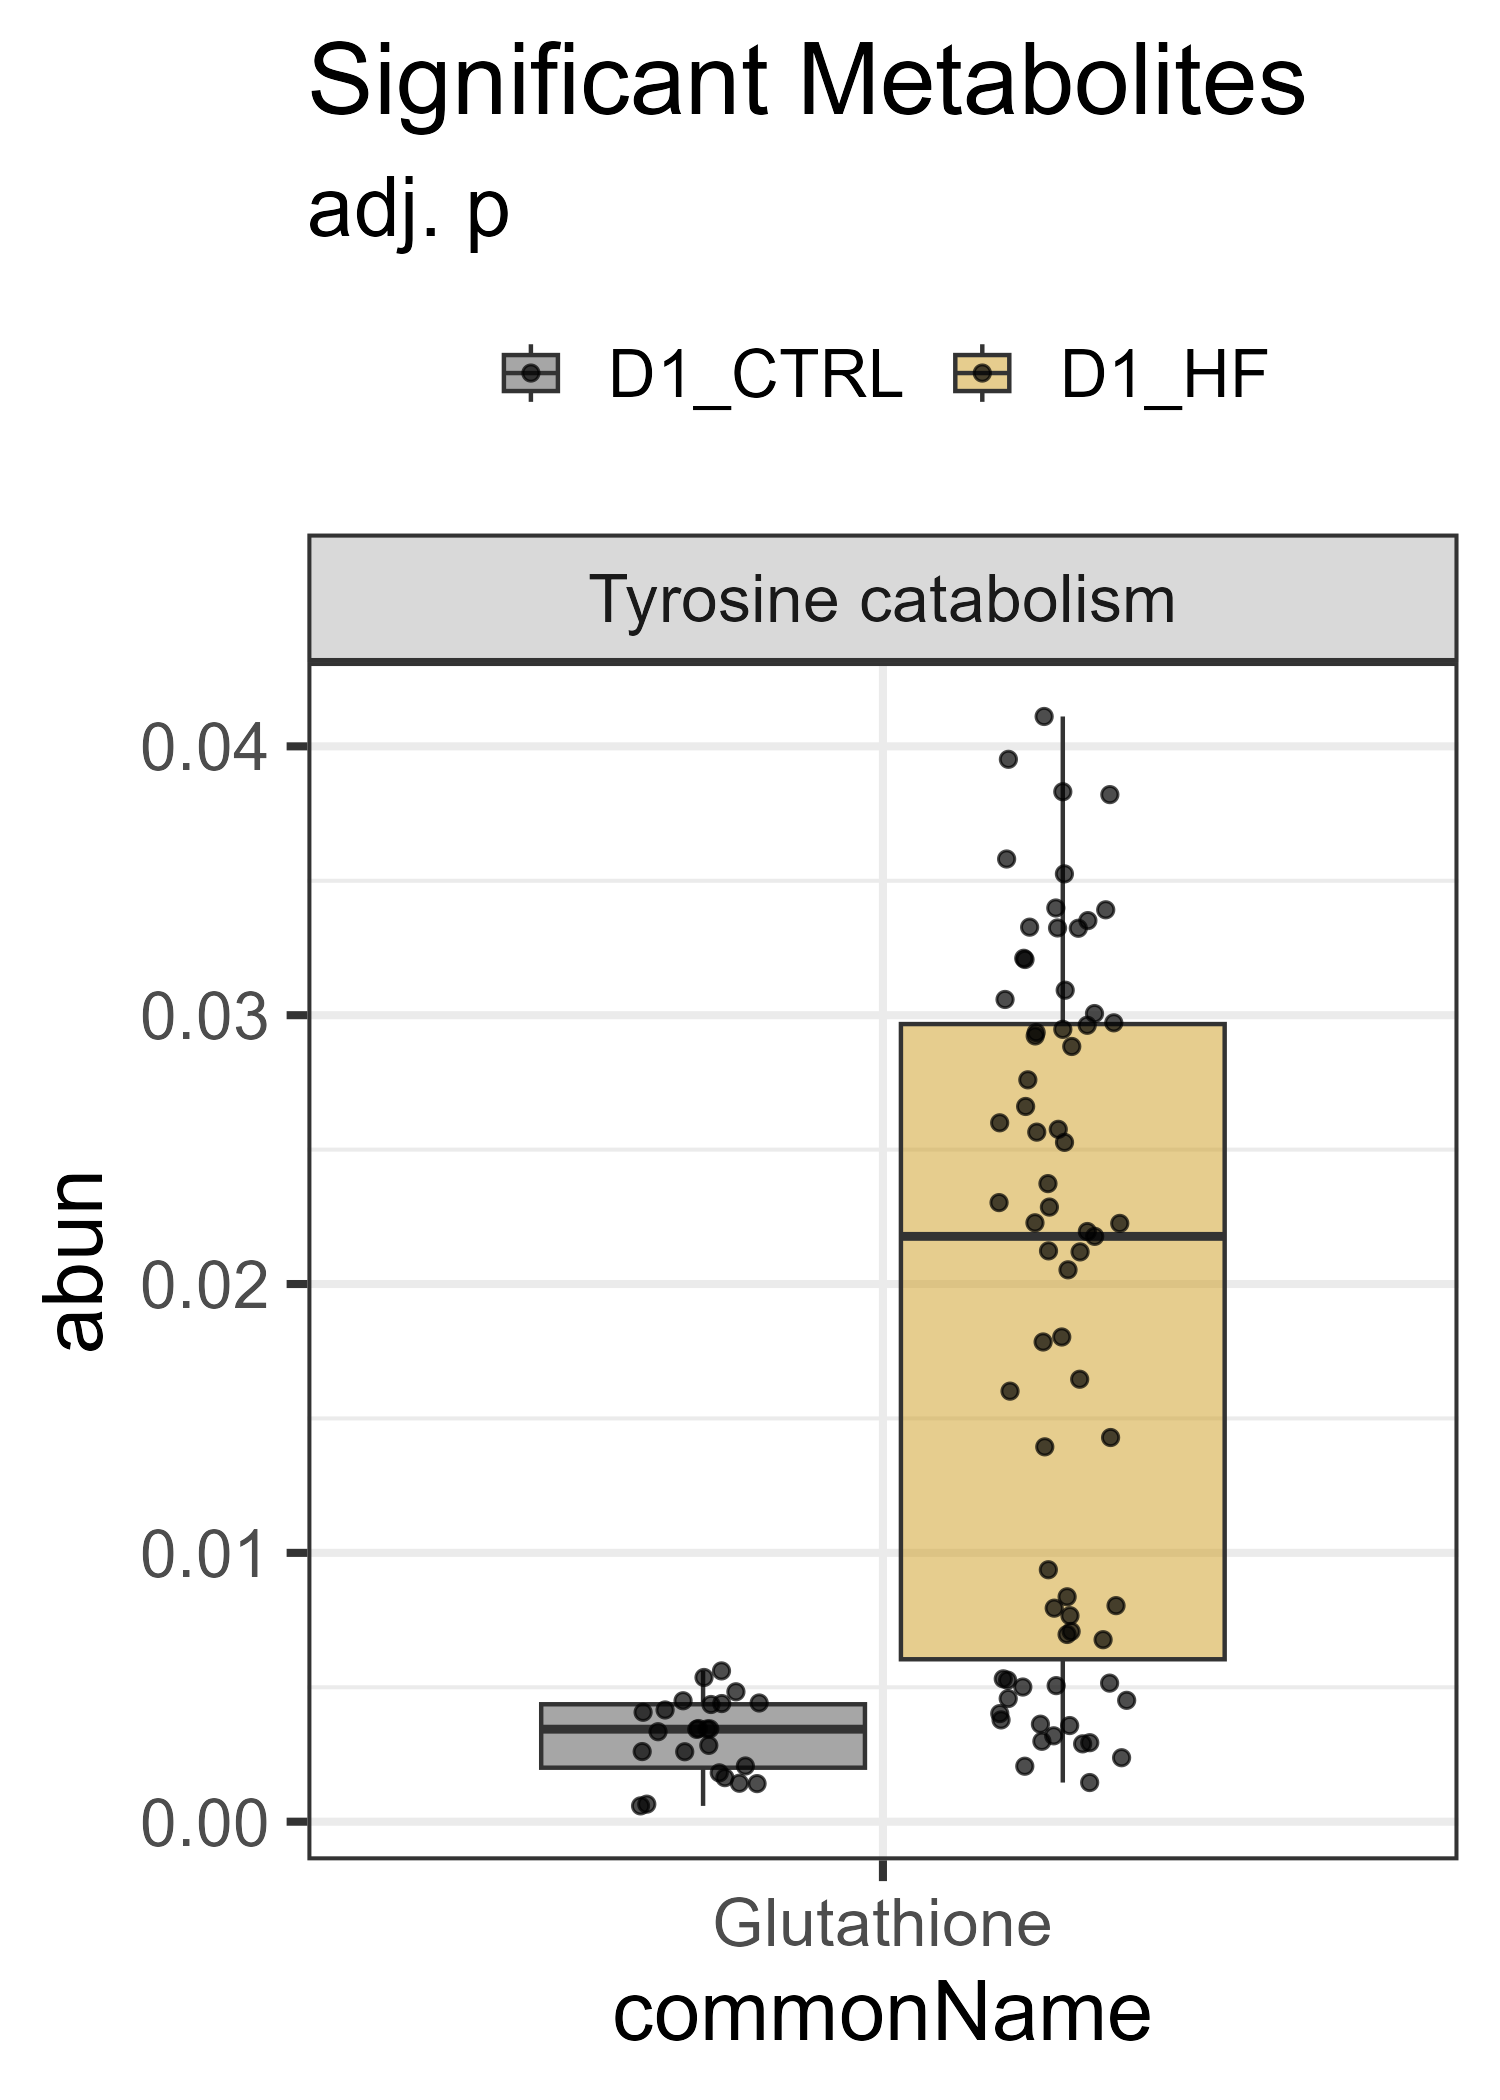 Significant Metabolites
adj. p
D1_CTRL D1_HF
Tyrosine catabolism
0.04
0.03
0.02
0.01
0.00
abun
Glutathione
commonName